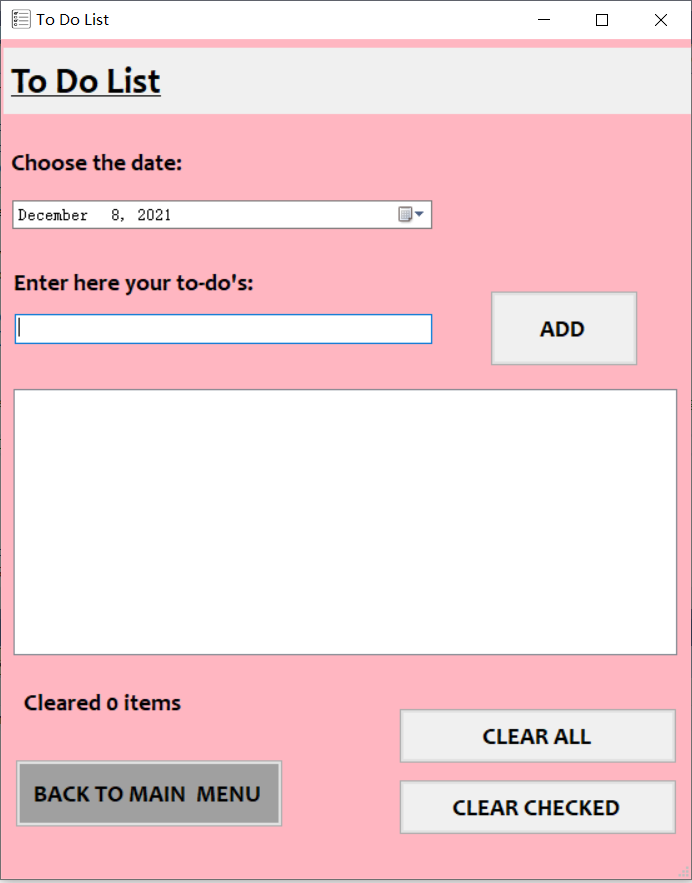 To Do List
To Do List
Choose the date:
December  8, 2021
Enter here your to-do's:
ADD
Cleared 0 items
CLEAR ALL
BACK TO MAIN  MENU
CLEAR CHECKED